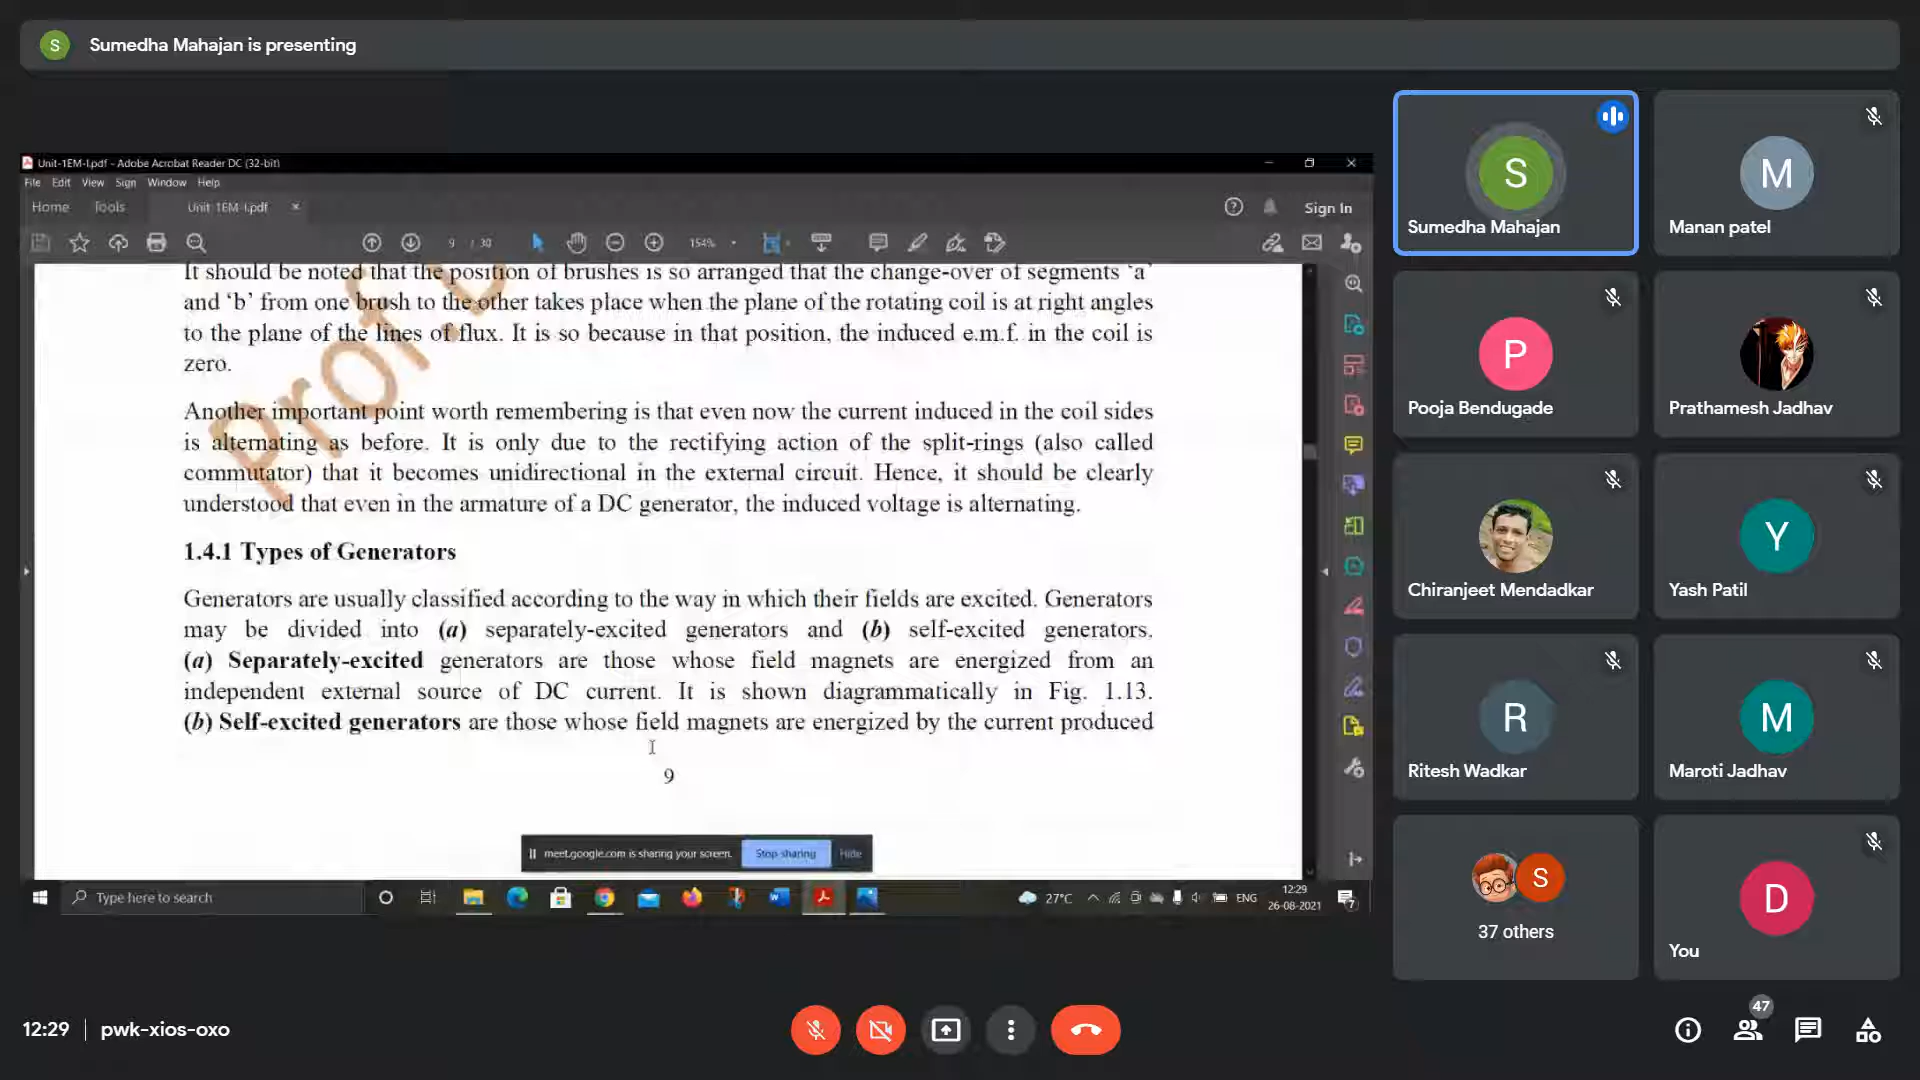 S Sumedha Mahajan is presenting
Unit-1EM-I.pdf - Adobe Acrobat Reader DC (32-bit)
File Edit View Sign Window Help
Home Tools Unit-1EM-I.pdf × Sign In
9 / 30 154%
It should be noted that the position of brushes is so arranged that the change-over of segments ‘a’
and ‘b’ from one brush to the other takes place when the plane of the rotating coil is at right angles
to the plane of the lines of flux. It is so because in that position, the induced e.m.f. in the coil is
zero.
Another important point worth remembering is that even now the current induced in the coil sides
is alternating as before. It is only due to the rectifying action of the split-rings (also called
commutator) that it becomes unidirectional in the external circuit. Hence, it should be clearly
understood that even in the armature of a DC generator, the induced voltage is alternating.
1.4.1 Types of Generators
Generators are usually classified according to the way in which their fields are excited. Generators
may be divided into (a) separately-excited generators and (b) self-excited generators.
(a) Separately-excited generators are those whose field magnets are energized from an
independent external source of DC current. It is shown diagrammatically in Fig. 1.13.
(b) Self-excited generators are those whose field magnets are energized by the current produced
9
Prof.
meet.google.com is sharing your screen. Stop sharing Hide
Type here to search
27°C ENG
12:29
26-08-2021
7
S
Sumedha Mahajan
M
Manan patel
P
Pooja Bendugade
Prathamesh Jadhav
Chiranjeet Mendadkar
Y
Yash Patil
R
Ritesh Wadkar
M
Maroti Jadhav
S
37 others
D
You
12:29 | pwk-xios-oxo
47